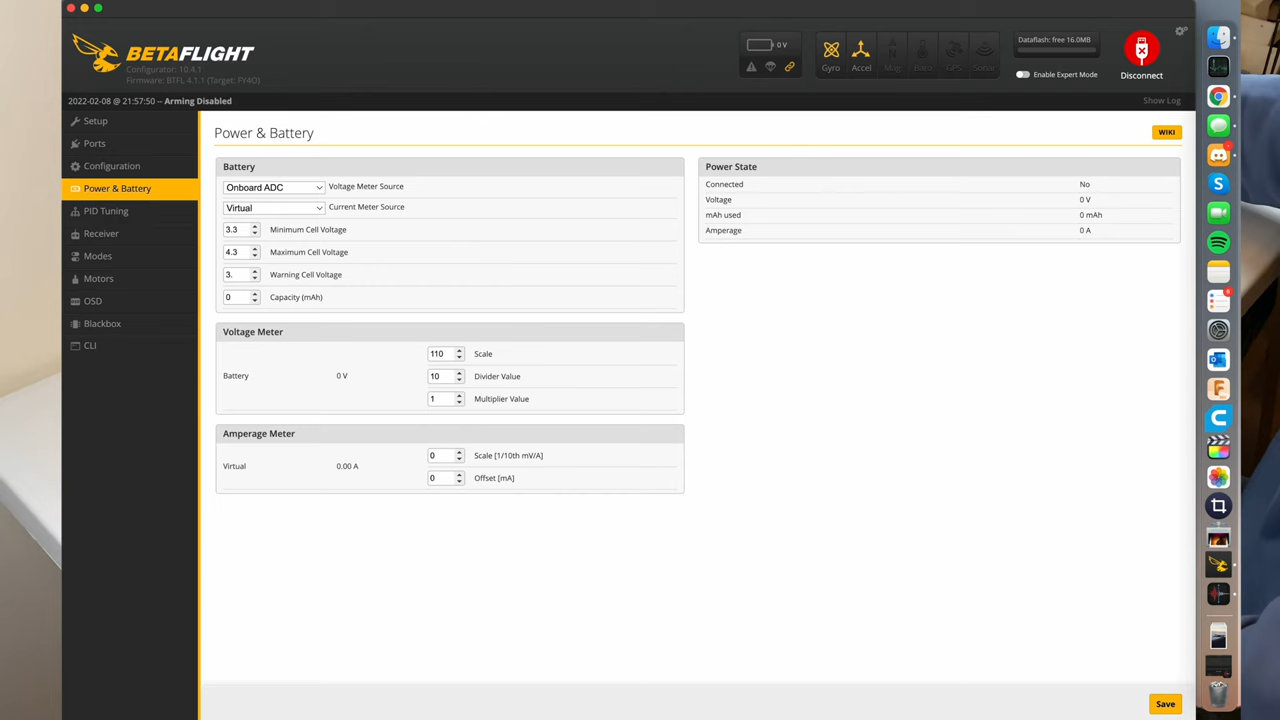 BETAFLIGHT
Configurator: 10.4.1
Firmware: BTFL 4.1.1 (Target: FY4O)
0 V
Gyro
Accel
Mag
Baro
GPS
Sonar
Dataflash: free 16.0MB
Enable Expert Mode
Disconnect
2022-02-08 @ 21:57:50 -- Arming Disabled
Show Log
Setup
Ports
Configuration
Power & Battery
PID Tuning
Receiver
Modes
Motors
OSD
Blackbox
CLI
Power & Battery
WIKI
Battery
Onboard ADC Voltage Meter Source
Virtual Current Meter Source
3.3 Minimum Cell Voltage
4.3 Maximum Cell Voltage
3. Warning Cell Voltage
0 Capacity (mAh)
Power State
Connected No
Voltage 0 V
mAh used 0 mAh
Amperage 0 A
Voltage Meter
Battery 0 V
110 Scale
10 Divider Value
1 Multiplier Value
Amperage Meter
Virtual 0.00 A
0 Scale [1/10th mV/A]
0 Offset [mA]
Save